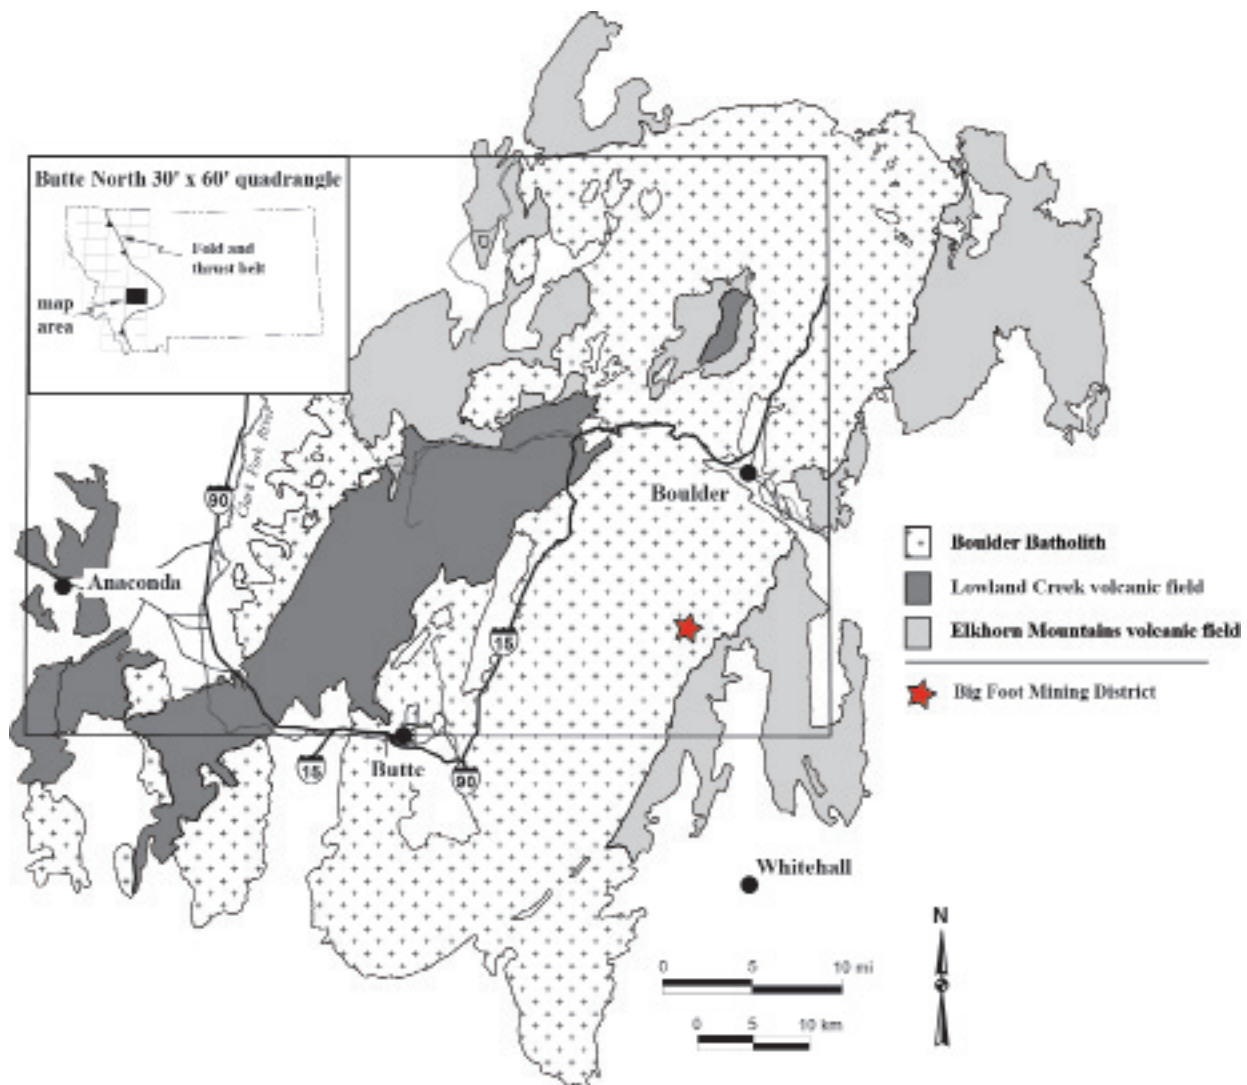 Butte North 30' x 60' quadrangle
Fold and
thrust belt
map
area
Clark Fork River
90
Boulder
Anaconda
15
15
Butte
90
Whitehall
Boulder Batholith
Lowland Creek volcanic field
Elkhorn Mountains volcanic field
Big Foot Mining District
N
0 5 10 mi
0 5 10 km